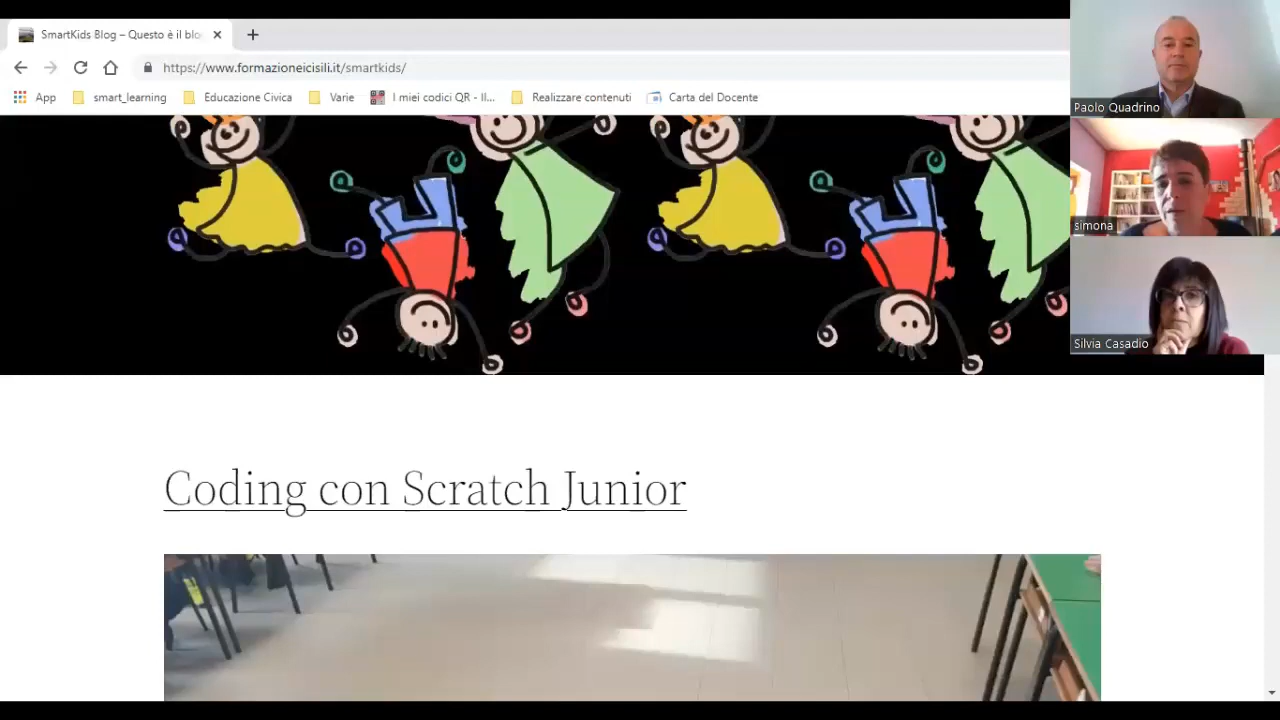 SmartKids Blog – Questo è il blo
https://www.formazioneicisili.it/smartkids/
App smart_learning Educazione Civica Varie I miei codici QR - Il... Realizzare contenuti Carta del Docente
Paolo Quadrino
simona
Silvia Casadio
Coding con Scratch Junior